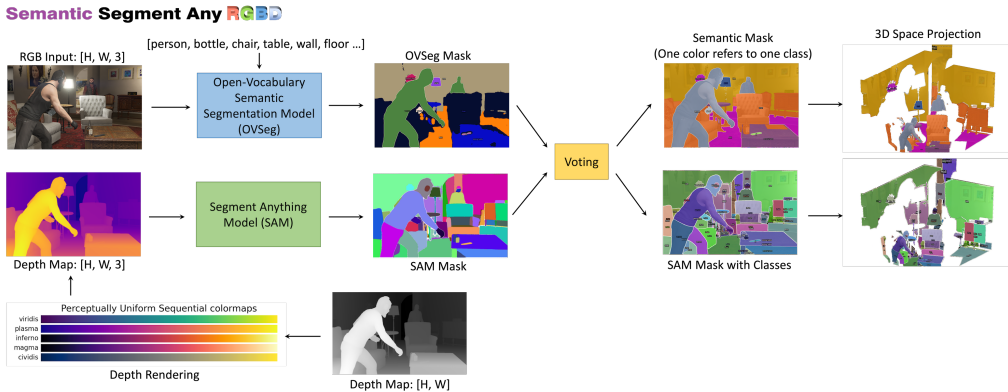 Semantic Segment Any RGBD
RGB Input: [H, W, 3]
[person, bottle, chair, table, wall, floor ...]
Open-Vocabulary
Semantic
Segmentation Model
(OVSeg)
OVSeg Mask
Semantic Mask
(One color refers to one class)
3D Space Projection
Voting
Segment Anything
Model (SAM)
Depth Map: [H, W, 3]
SAM Mask
SAM Mask with Classes
Perceptually Uniform Sequential colormaps
viridis
plasma
inferno
magma
cividis
Depth Rendering
Depth Map: [H, W]